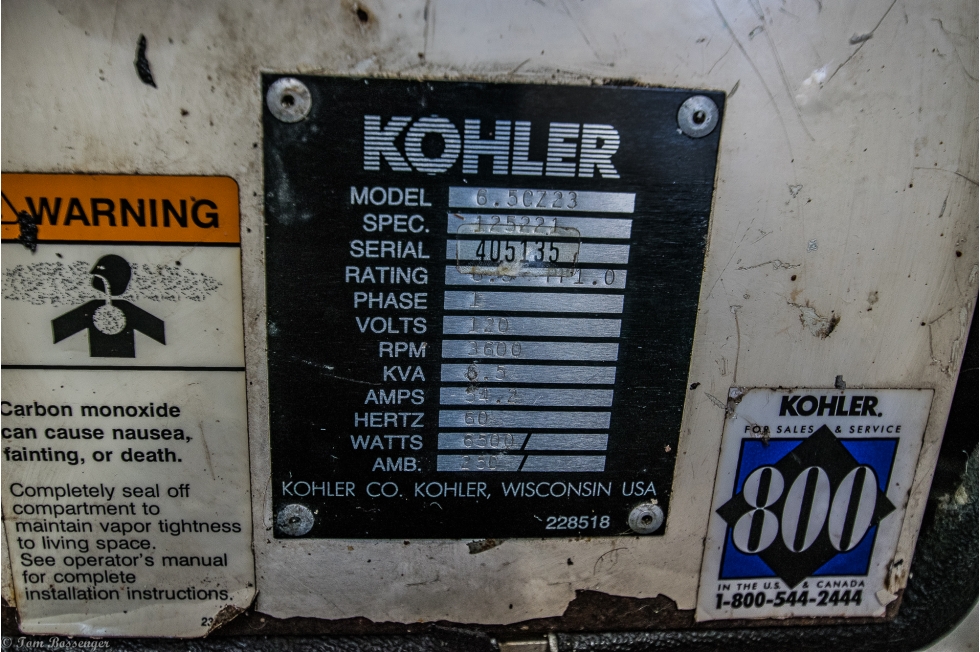 KOHLER
MODEL 6.5CZ23
SPEC. 125221
SERIAL 405135
RATING
PHASE 1
VOLTS 120
RPM 3600
KVA 6.5
AMPS
HERTZ 60
WATTS 6500/
AMB.
KOHLER CO. KOHLER, WISCONSIN USA
228518
WARNING
Carbon monoxide
can cause nausea,
fainting, or death.
Completely seal off
compartment to
maintain vapor tightness
to living space.
See operator's manual
for complete
installation instructions.
KOHLER.
FOR SALES & SERVICE
800
IN THE U.S. & CANADA
1-800-544-2444
© Tom Bossenger